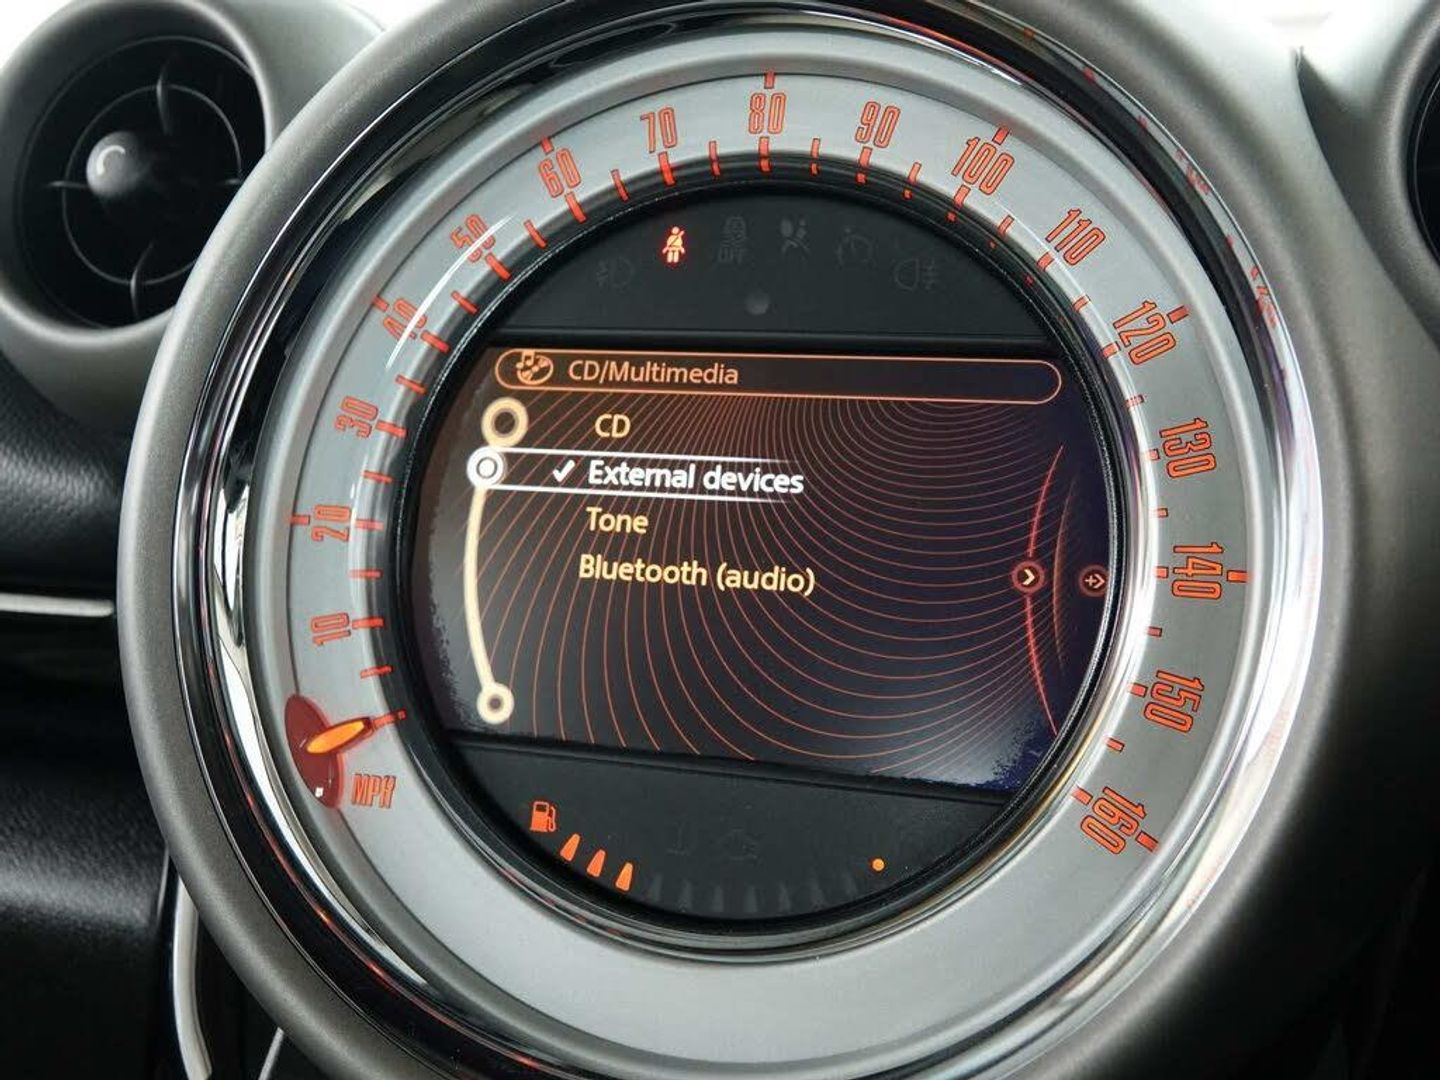 10
20
30
40
50
60
70
80
90
100
110
120
130
140
150
160
MPH
OFF
CD/Multimedia
CD
External devices
Tone
Bluetooth (audio)